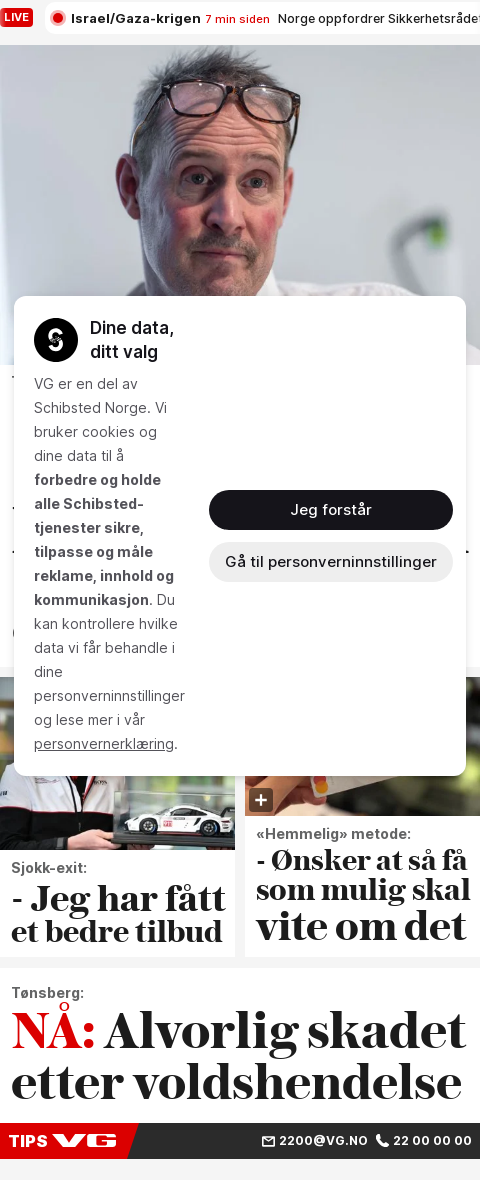 LIVE Israel/Gaza-krigen 7 min siden Norge oppfordrer Sikkerhetsrådet
Dine data,
ditt valg
VG er en del av
Schibsted Norge. Vi
bruker cookies og
dine data til å
forbedre og holde
alle Schibsted-
tjenester sikre,
tilpasse og måle
reklame, innhold og
kommunikasjon. Du
kan kontrollere hvilke
data vi får behandle i
dine
personverninnstillinger
og lese mer i vår
personvernerklæring.
Jeg forstår
Gå til personverninnstillinger
Sjokk-exit:
- Jeg har fått
et bedre tilbud
«Hemmelig» metode:
- Ønsker at så få
som mulig skal
vite om det
Tønsberg:
NÅ: Alvorlig skadet
etter voldshendelse
TIPS VG 2200@VG.NO 22 00 00 00